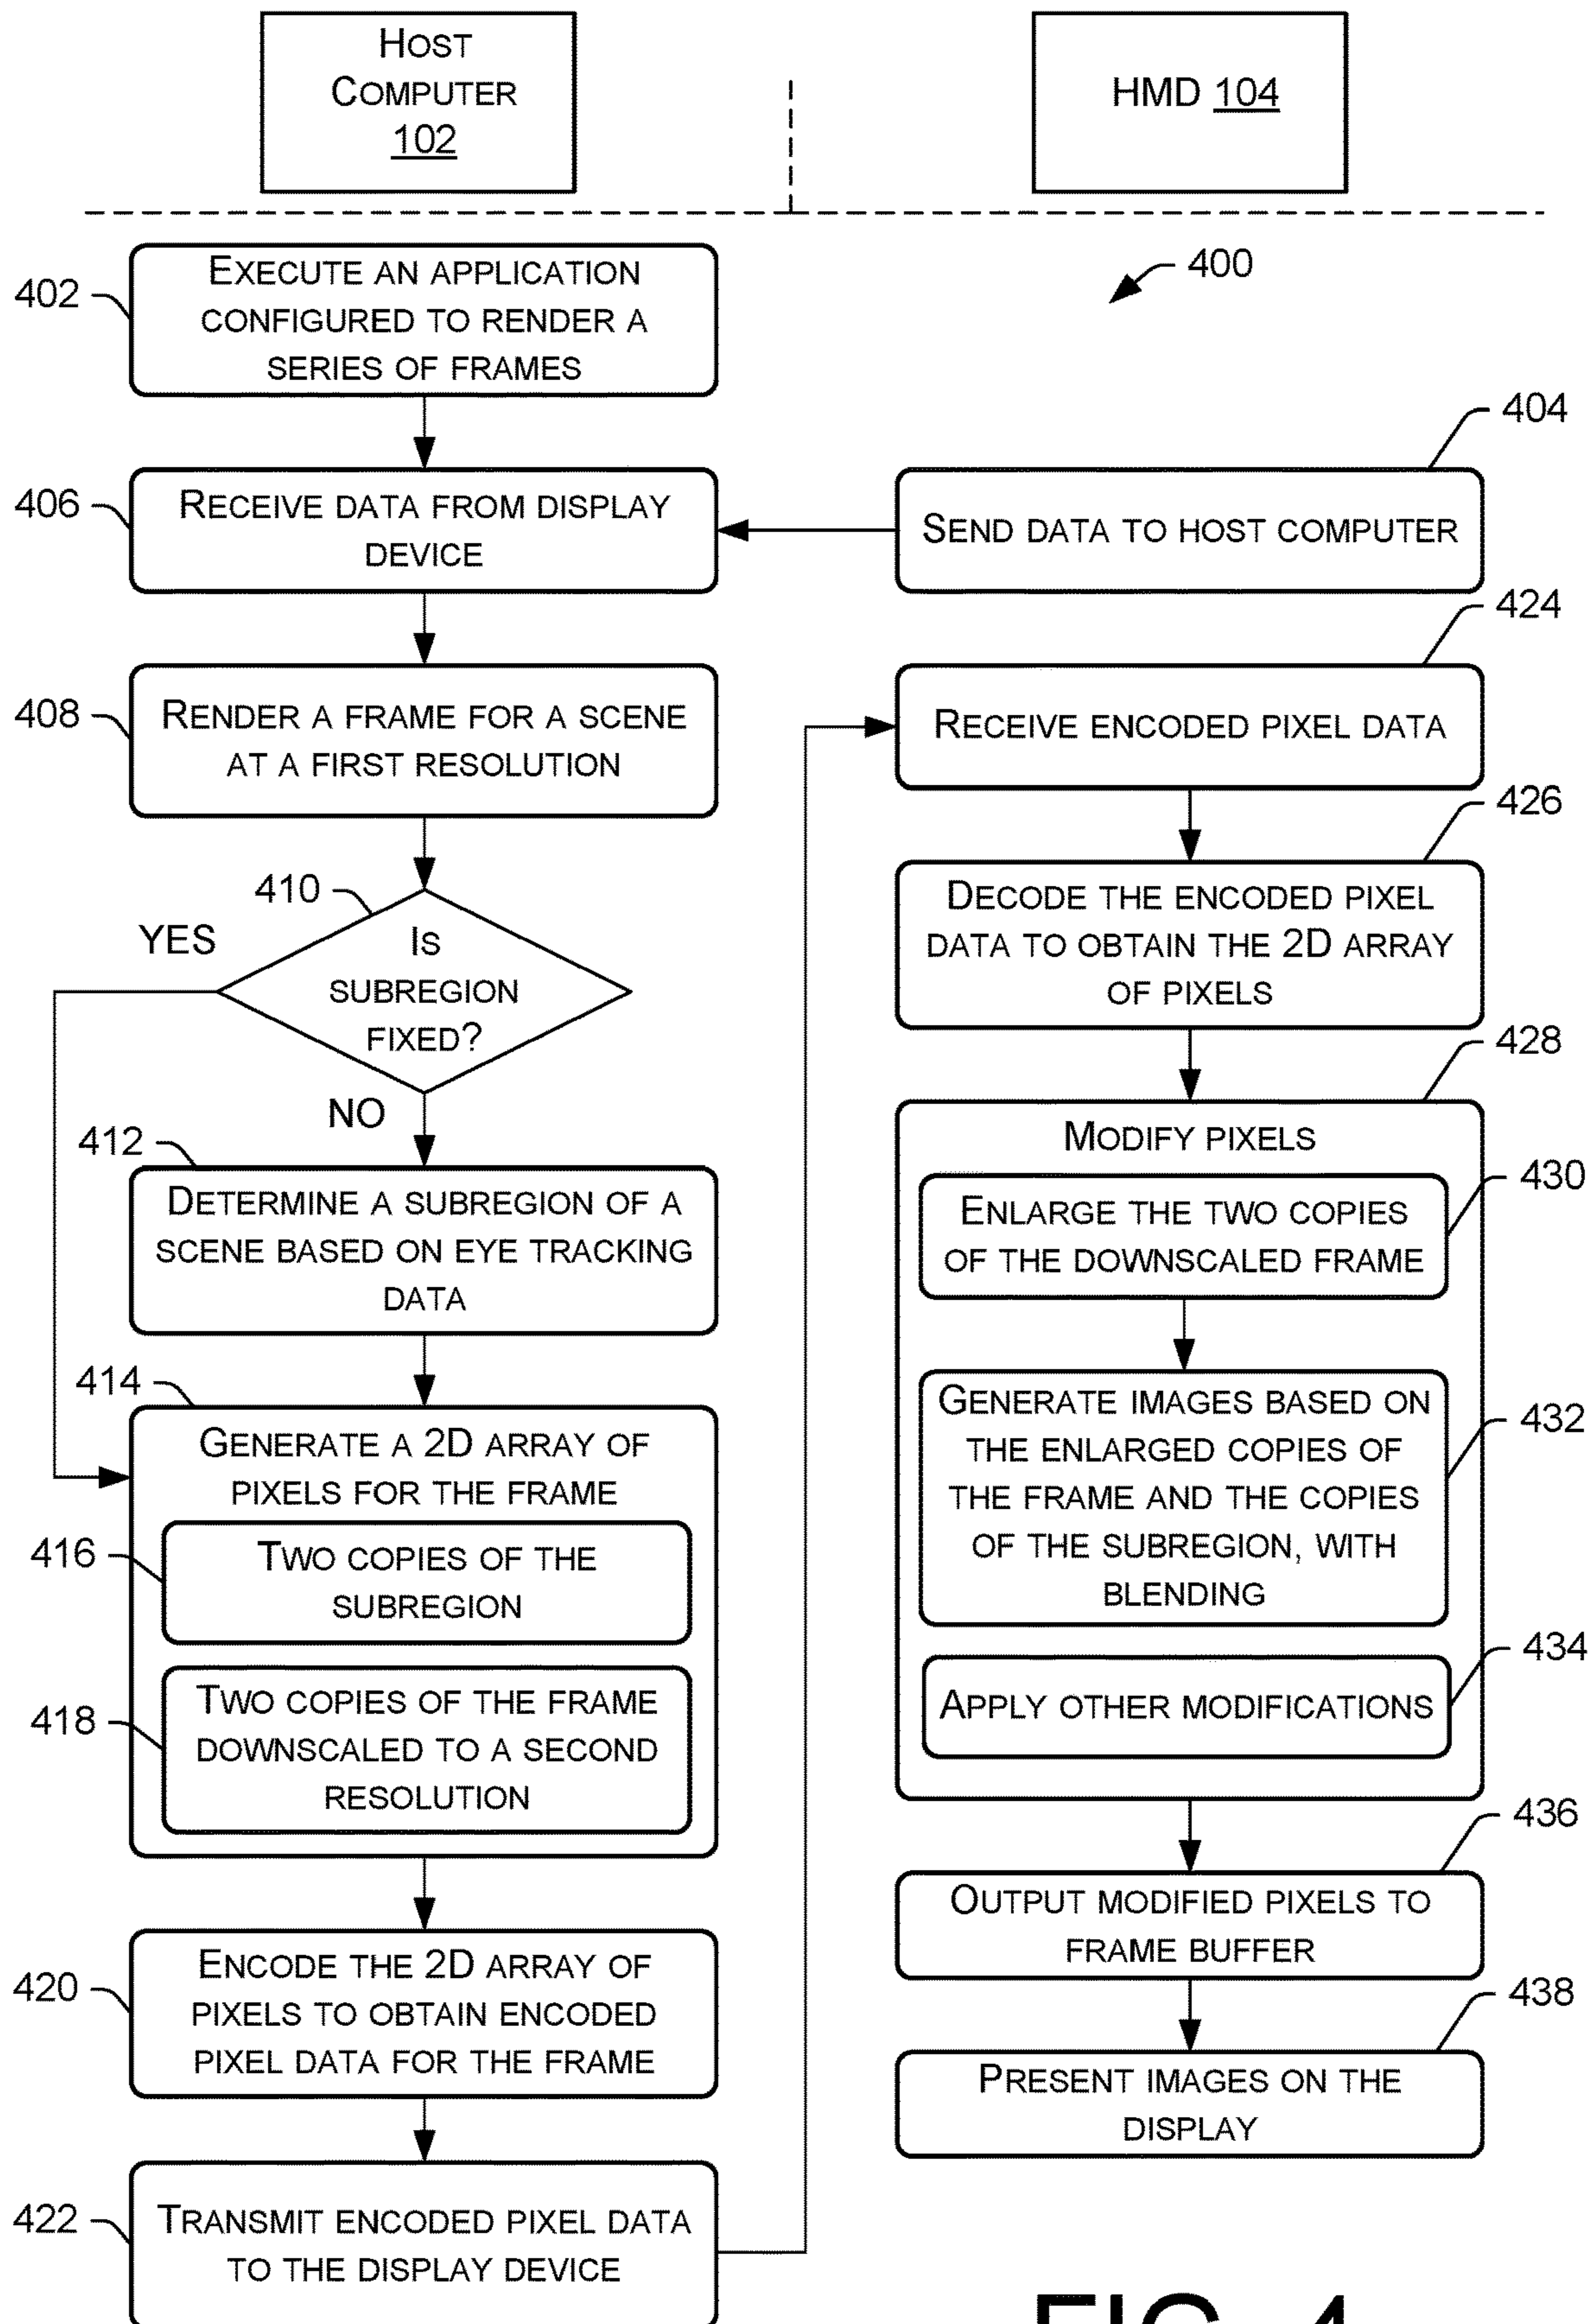 HOST
COMPUTER
102
HMD 104
400
402
EXECUTE AN APPLICATION
CONFIGURED TO RENDER A
SERIES OF FRAMES
404
406
RECEIVE DATA FROM DISPLAY
DEVICE
SEND DATA TO HOST COMPUTER
424
408
RENDER A FRAME FOR A SCENE
AT A FIRST RESOLUTION
RECEIVE ENCODED PIXEL DATA
426
410
YES
IS
SUBREGION
FIXED?
NO
DECODE THE ENCODED PIXEL
DATA TO OBTAIN THE 2D ARRAY
OF PIXELS
428
412
DETERMINE A SUBREGION OF A
SCENE BASED ON EYE TRACKING
DATA
MODIFY PIXELS
430
ENLARGE THE TWO COPIES
OF THE DOWNSCALED FRAME
414
GENERATE A 2D ARRAY OF
PIXELS FOR THE FRAME
416
TWO COPIES OF THE
SUBREGION
418
TWO COPIES OF THE FRAME
DOWNSCALED TO A SECOND
RESOLUTION
432
GENERATE IMAGES BASED ON
THE ENLARGED COPIES OF
THE FRAME AND THE COPIES
OF THE SUBREGION, WITH
BLENDING
434
APPLY OTHER MODIFICATIONS
436
OUTPUT MODIFIED PIXELS TO
FRAME BUFFER
420
ENCODE THE 2D ARRAY OF
PIXELS TO OBTAIN ENCODED
PIXEL DATA FOR THE FRAME
438
PRESENT IMAGES ON THE
DISPLAY
422
TRANSMIT ENCODED PIXEL DATA
TO THE DISPLAY DEVICE
FIG. 4